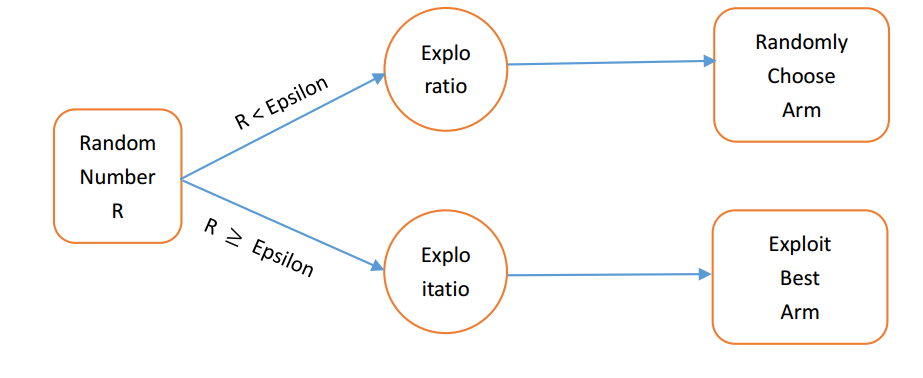 Random
Number
R
R < Epsilon
R ≥ Epsilon
Explo
ratio
Explo
itatio
Randomly
Choose
Arm
Exploit
Best
Arm